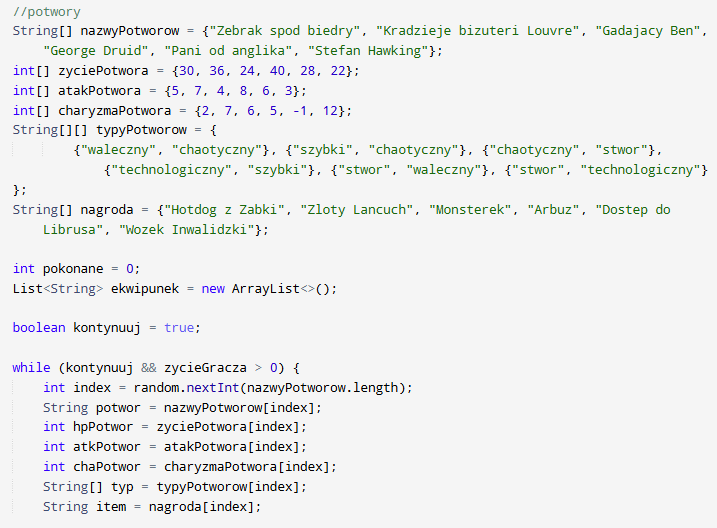 //potwory
String[] nazwyPotworow = {"Zebrak spod biedry", "Kradzieje bizuteri Louvre", "Gadajacy Ben",
"George Druid", "Pani od anglika", "Stefan Hawking"};
int[] zyciePotwora = {30, 36, 24, 40, 28, 22};
int[] atakPotwora = {5, 7, 4, 8, 6, 3};
int[] charyzmaPotwora = {2, 7, 6, 5, -1, 12};
String[][] typyPotworow = {
{"waleczny", "chaotyczny"}, {"szybki", "chaotyczny"}, {"chaotyczny", "stwor"},
{"technologiczny", "szybki"}, {"stwor", "waleczny"}, {"stwor", "technologiczny"}
};
String[] nagroda = {"Hotdog z Zabki", "Zloty Lancuch", "Monsterek", "Arbuz", "Dostep do
Librusa", "Wozek Inwalidzki"};
int pokonane = 0;
List<String> ekwipunek = new ArrayList<>();
boolean kontynuuj = true;
while (kontynuuj && zycieGracza > 0) {
int index = random.nextInt(nazwyPotworow.length);
String potwor = nazwyPotworow[index];
int hpPotwor = zyciePotwora[index];
int atkPotwor = atakPotwora[index];
int chaPotwor = charyzmaPotwora[index];
String[] typ = typyPotworow[index];
String item = nagroda[index];